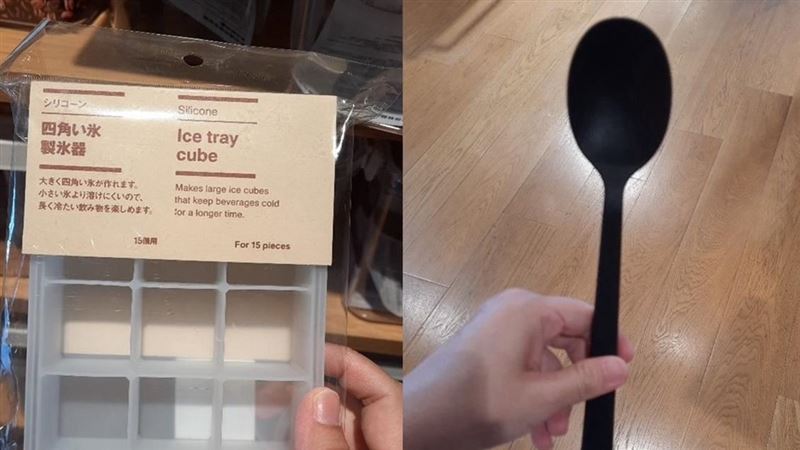 シリコーン
四角い氷
製氷器
大きく四角い氷が作れます。
小さい氷より溶けにくいので、
長く冷たい飲み物を楽しめます。
15個用
Silicone
Ice tray
cube
Makes large ice cubes
that keep beverages cold
for a longer time.
For 15 pieces